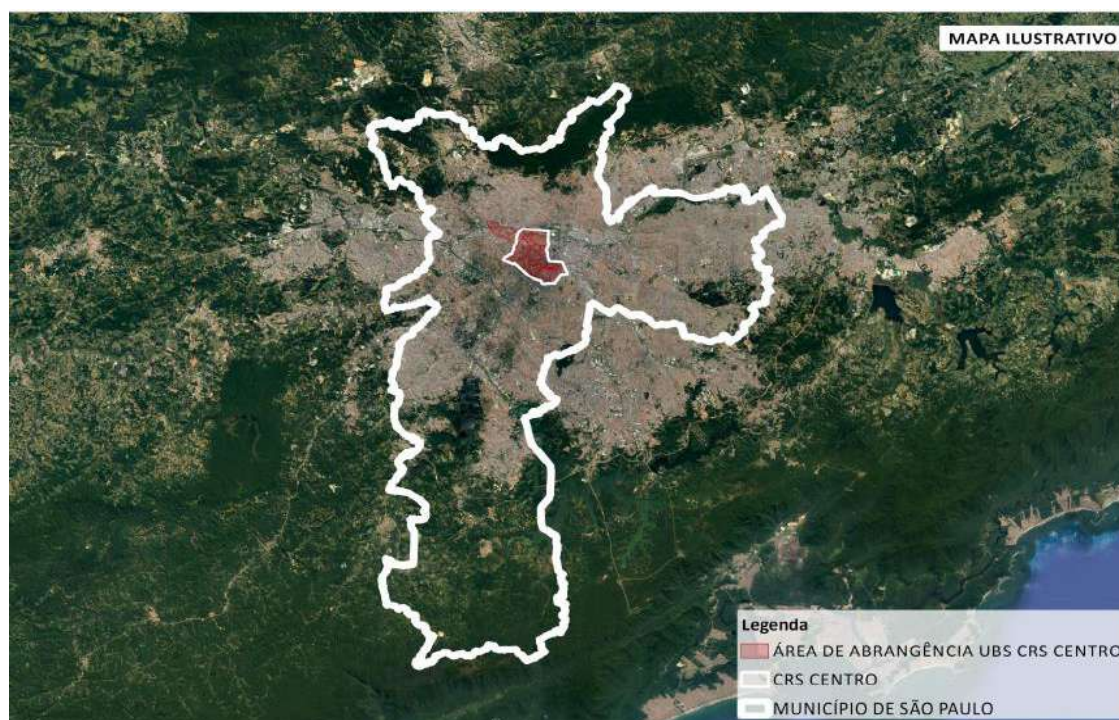 MAPA ILUSTRATIVO
Legenda
ÁREA DE ABRANGÊNCIA UBS CRS CENTRO
CRS CENTRO
MUNICÍPIO DE SÃO PAULO